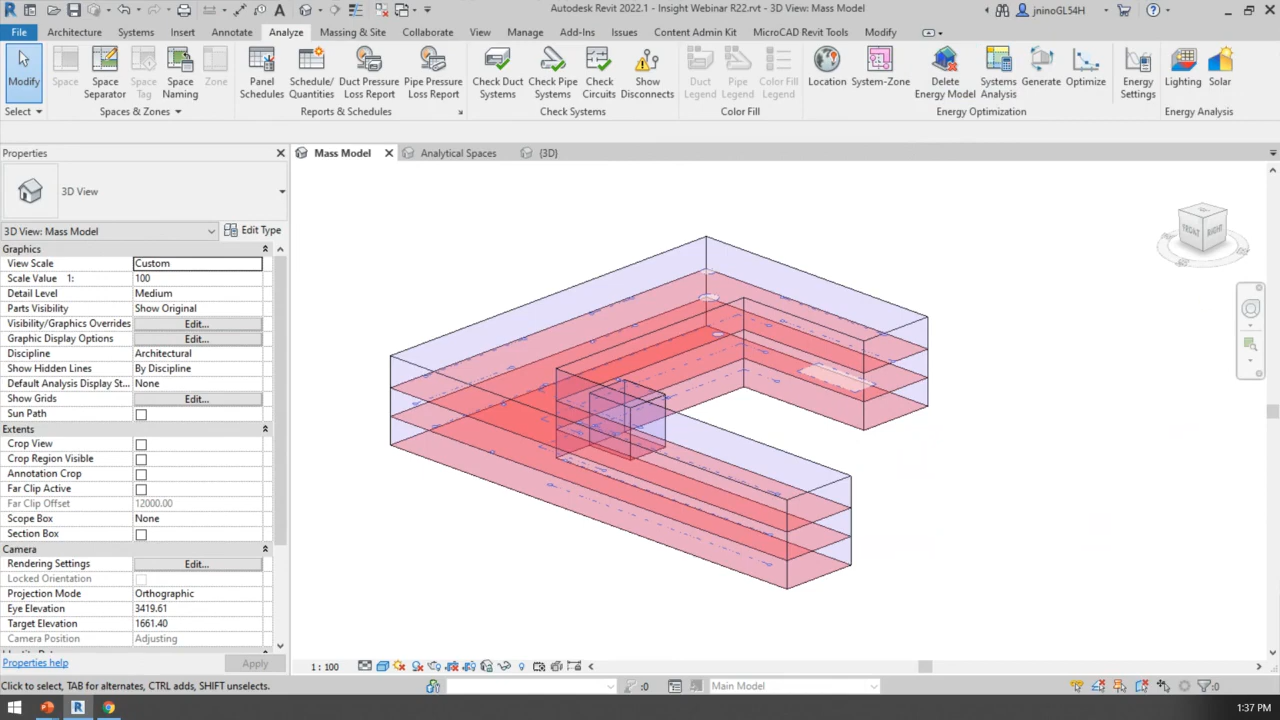 Autodesk Revit 2022.1 - Insight Webinar R22.rvt - 3D View: Mass Model
jninoGL54H
File Architecture Systems Insert Annotate Analyze Massing & Site Collaborate View Manage Add-Ins Issues Content Admin Kit MicroCAD Revit Tools Modify
Modify
Space
Space Separator
Space Tag
Space Naming
Zone
Panel Schedules
Schedule/ Quantities
Duct Pressure Loss Report
Pipe Pressure Loss Report
Check Duct Systems
Check Pipe Systems
Check Circuits
Show Disconnects
Duct Legend
Pipe Legend
Color Fill Legend
Location
System-Zone
Delete Energy Model
Systems Analysis
Generate
Optimize
Energy Settings
Lighting
Solar
Select
Spaces & Zones
Reports & Schedules
Check Systems
Color Fill
Energy Optimization
Energy Analysis
Properties
Mass Model
Analytical Spaces
{3D}
3D View
3D View: Mass Model
Edit Type
Graphics
View Scale Custom
Scale Value 1: 100
Detail Level Medium
Parts Visibility Show Original
Visibility/Graphics Overrides Edit...
Graphic Display Options Edit...
Discipline Architectural
Show Hidden Lines By Discipline
Default Analysis Display St... None
Show Grids Edit...
Sun Path
Extents
Crop View
Crop Region Visible
Annotation Crop
Far Clip Active
Far Clip Offset 12000.00
Scope Box None
Section Box
Camera
Rendering Settings Edit...
Locked Orientation
Projection Mode Orthographic
Eye Elevation 3419.61
Target Elevation 1661.40
Camera Position Adjusting
Properties help
Apply
FRONT
RIGHT
1 : 100
Click to select, TAB for alternates, CTRL adds, SHIFT unselects.
:0
Main Model
:0
1:37 PM